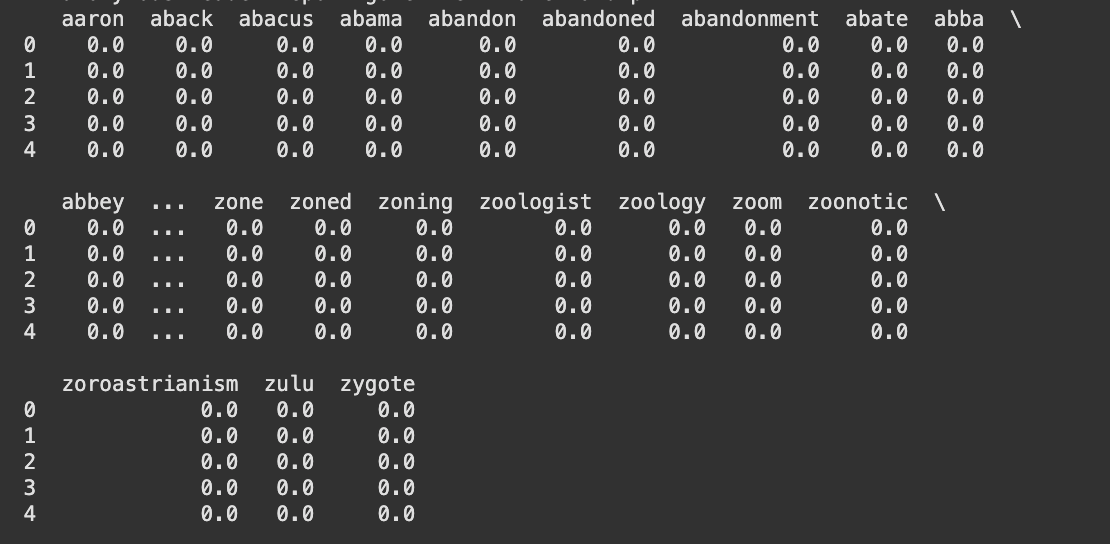 aaron aback abacus abama abandon abandoned abandonment abate abba \
0 0.0 0.0 0.0 0.0 0.0 0.0 0.0 0.0 0.0
1 0.0 0.0 0.0 0.0 0.0 0.0 0.0 0.0 0.0
2 0.0 0.0 0.0 0.0 0.0 0.0 0.0 0.0 0.0
3 0.0 0.0 0.0 0.0 0.0 0.0 0.0 0.0 0.0
4 0.0 0.0 0.0 0.0 0.0 0.0 0.0 0.0 0.0
abbey ... zone zoned zoning zoologist zoology zoom zoonotic \
0 0.0 ... 0.0 0.0 0.0 0.0 0.0 0.0 0.0
1 0.0 ... 0.0 0.0 0.0 0.0 0.0 0.0 0.0
2 0.0 ... 0.0 0.0 0.0 0.0 0.0 0.0 0.0
3 0.0 ... 0.0 0.0 0.0 0.0 0.0 0.0 0.0
4 0.0 ... 0.0 0.0 0.0 0.0 0.0 0.0 0.0
zoroastrianism zulu zygote
0 0.0 0.0 0.0
1 0.0 0.0 0.0
2 0.0 0.0 0.0
3 0.0 0.0 0.0
4 0.0 0.0 0.0